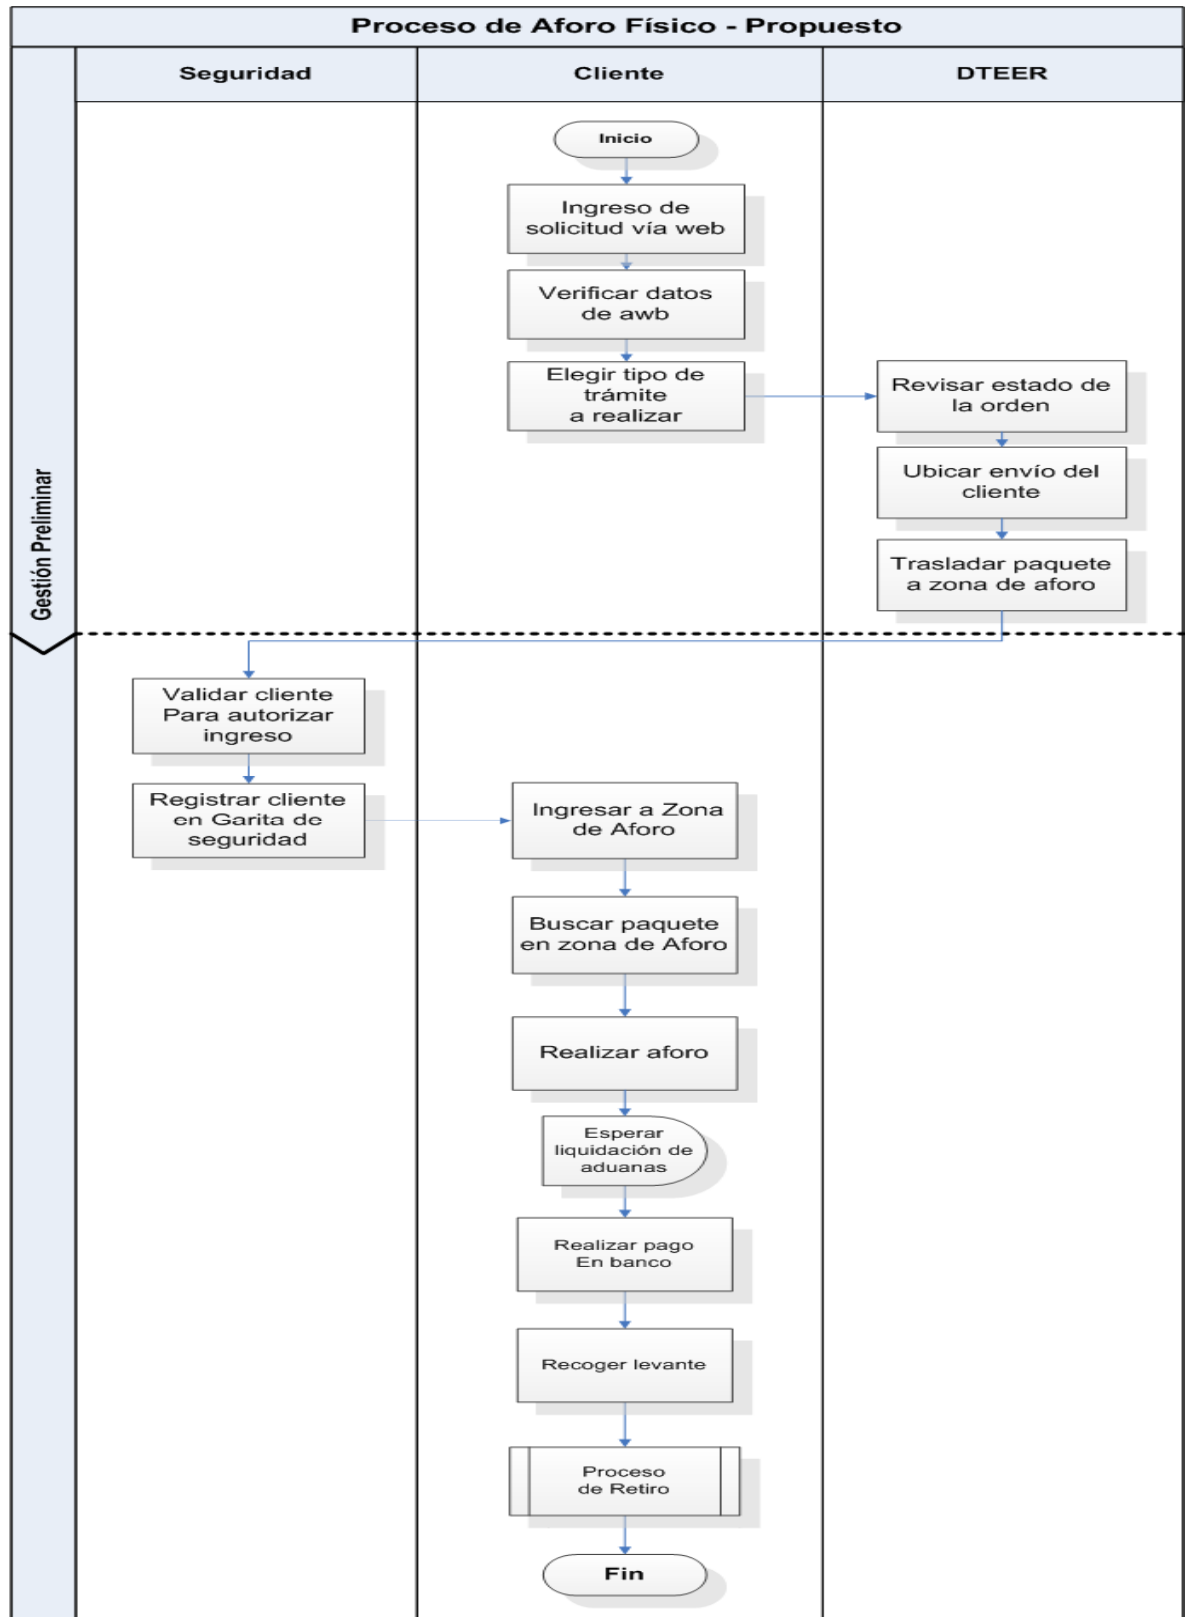 Proceso de Aforo Físico - Propuesto
Seguridad
Cliente
DTEER
Inicio
Ingreso de
solicitud vía web
Verificar datos
de awb
Elegir tipo de
trámite
a realizar
Revisar estado de
la orden
Ubicar envío del
cliente
Trasladar paquete
a zona de aforo
Gestión Preliminar
Validar cliente
Para autorizar
ingreso
Registrar cliente
en Garita de
seguridad
Ingresar a Zona
de Aforo
Buscar paquete
en zona de Aforo
Realizar aforo
Esperar
liquidación de
aduanas
Realizar pago
En banco
Recoger levante
Proceso
de Retiro
Fin